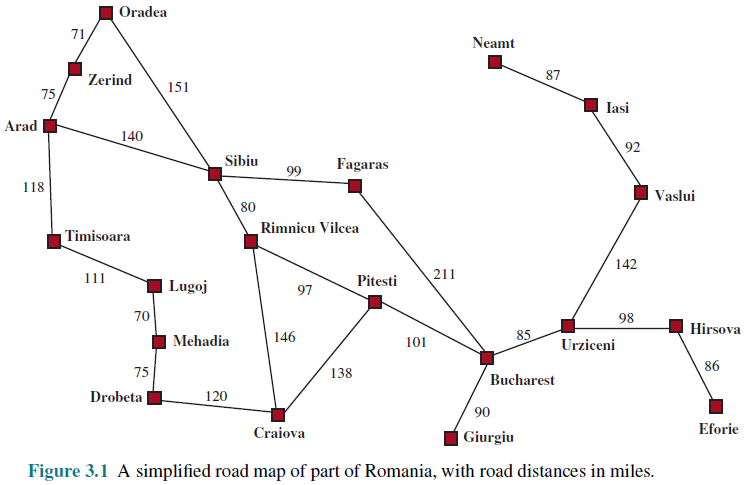 Oradea
Neamt
71
87
Zerind
151
75
Iasi
Arad
140
92
Sibiu
Fagaras
99
118
Vaslui
80
Rimnicu Vilcea
Timisoara
142
111
Lugoj
97
Pitesti
211
70
98
Hirsova
Mehadia
146
101
85
Urziceni
86
75
138
Bucharest
Drobeta
120
90
Craiova
Giurgiu
Eforie
Figure 3.1 A simplified road map of part of Romania, with road distances in miles.